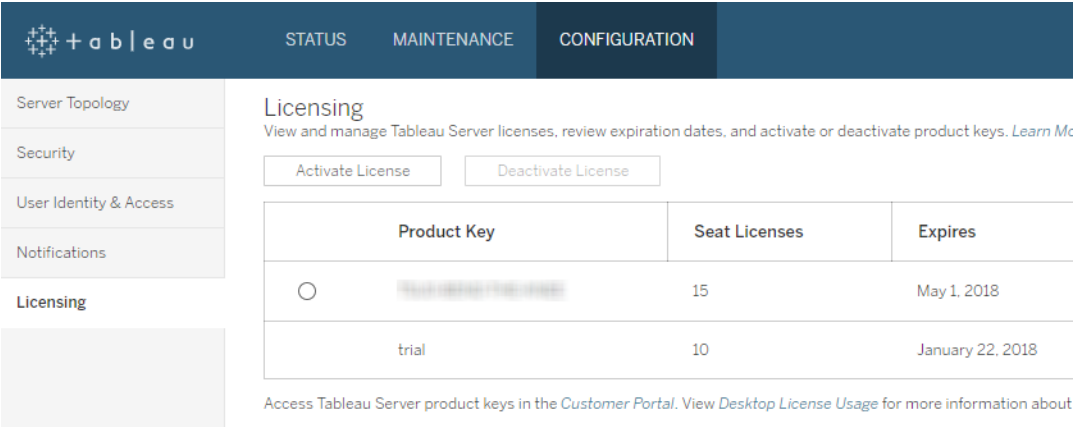 + a b l e a u
STATUS MAINTENANCE CONFIGURATION
Server Topology
Security
User Identity & Access
Notifications
Licensing
Licensing
View and manage Tableau Server licenses, review expiration dates, and activate or deactivate product keys. Learn Mo
Activate License Deactivate License
Product Key Seat Licenses Expires
15 May 1, 2018
trial 10 January 22, 2018
Access Tableau Server product keys in the Customer Portal. View Desktop License Usage for more information about